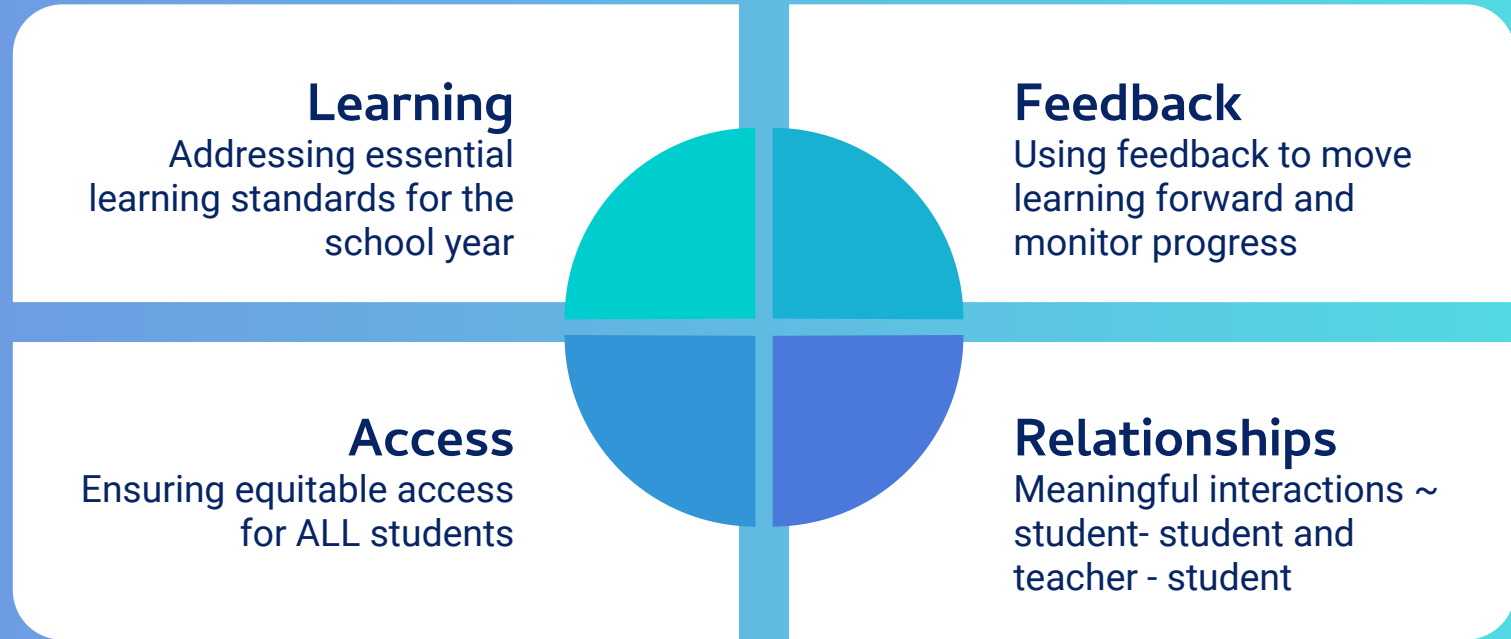 Learning
Addressing essential
learning standards for the
school year
Feedback
Using feedback to move
learning forward and
monitor progress
Access
Ensuring equitable access
for ALL students
Relationships
Meaningful interactions ~
student- student and
teacher - student